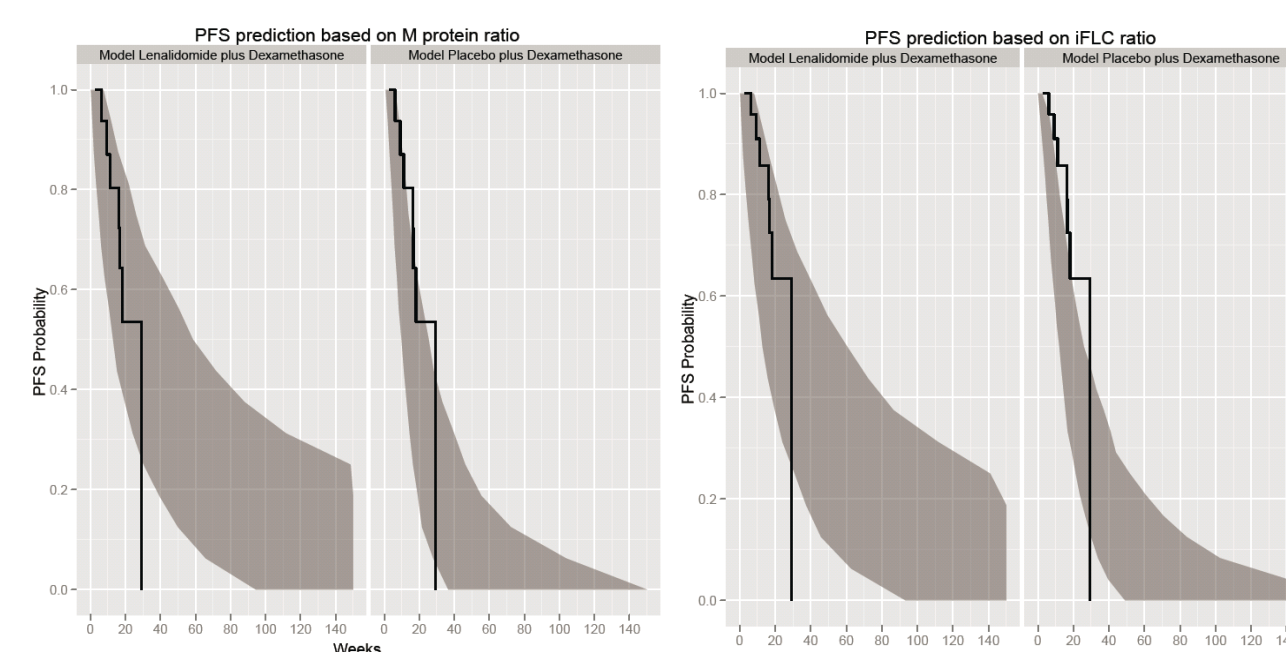 PFS prediction based on M protein ratio
Model Lenalidomide plus Dexamethasone
Model Placebo plus Dexamethasone
1.0
0.8
0.6
0.4
0.2
0.0
PFS Probability
0 20 40 60 80 100 120 140
0 20 40 60 80 100 120 140
Weeks
PFS prediction based on iFLC ratio
Model Lenalidomide plus Dexamethasone
Model Placebo plus Dexamethasone
1.0
0.8
0.6
0.4
0.2
0.0
PFS Probability
0 20 40 60 80 100 120 140
0 20 40 60 80 100 120